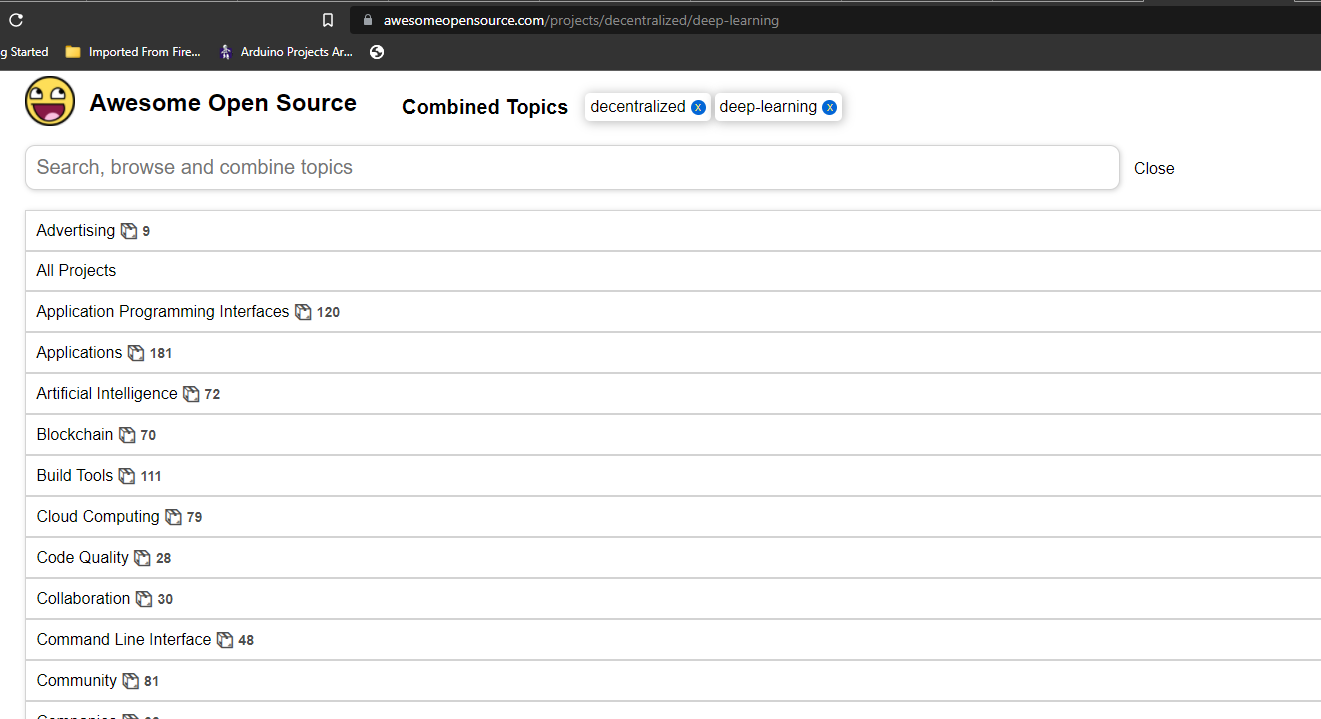 awesomeopensource.com/projects/decentralized/deep-learning
g Started Imported From Fire... Arduino Projects Ar...
Awesome Open Source Combined Topics decentralized x deep-learning x
Search, browse and combine topics Close
Advertising 9
All Projects
Application Programming Interfaces 120
Applications 181
Artificial Intelligence 72
Blockchain 70
Build Tools 111
Cloud Computing 79
Code Quality 28
Collaboration 30
Command Line Interface 48
Community 81